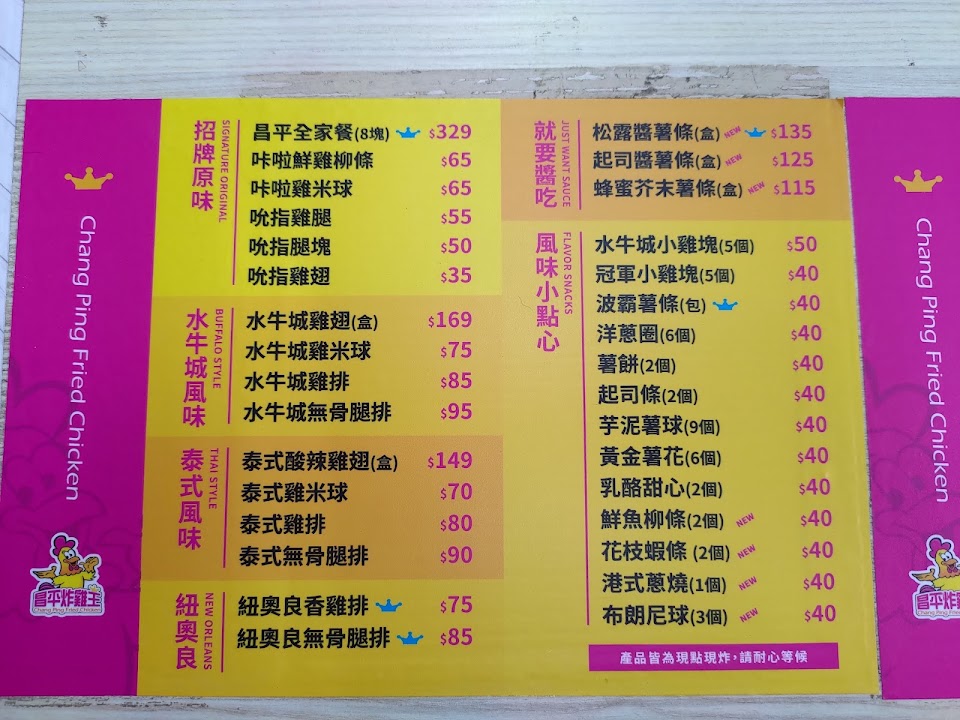 Chang Ping Fried Chicken
昌平炸雞王
Chang Ping Fried Chicken
招牌原味
SIGNATURE ORIGINAL
昌平全家餐(8塊) $329
咔啦鮮雞柳條 $65
咔啦雞米球 $65
吮指雞腿 $55
吮指腿塊 $50
吮指雞翅 $35
水牛城風味
BUFFALO STYLE
水牛城雞翅(盒) $169
水牛城雞米球 $75
水牛城雞排 $85
水牛城無骨腿排 $95
泰式風味
THAI STYLE
泰式酸辣雞翅(盒) $149
泰式雞米球 $70
泰式雞排 $80
泰式無骨腿排 $90
紐奧良
NEW ORLEANS
紐奧良香雞排 $75
紐奧良無骨腿排 $85
就要醬吃
JUST WANT SAUCE
松露醬薯條(盒) NEW $135
起司醬薯條(盒) NEW $125
蜂蜜芥末薯條(盒) NEW $115
風味小點心
FLAVOR SNACKS
水牛城小雞塊(5個) $50
冠軍小雞塊(5個) $40
波霸薯條(包) $40
洋蔥圈(6個) $40
薯餅(2個) $40
起司條(2個) $40
芋泥薯球(9個) $40
黃金薯花(6個) $40
乳酪甜心(2個) $40
鮮魚柳條(2個) NEW $40
花枝蝦條 (2個) NEW $40
港式蔥燒(1個) NEW $40
布朗尼球(3個) NEW $40
產品皆為現點現炸，請耐心等候
Chang Ping Fried Chicken
昌平炸
Chang Ping Fried